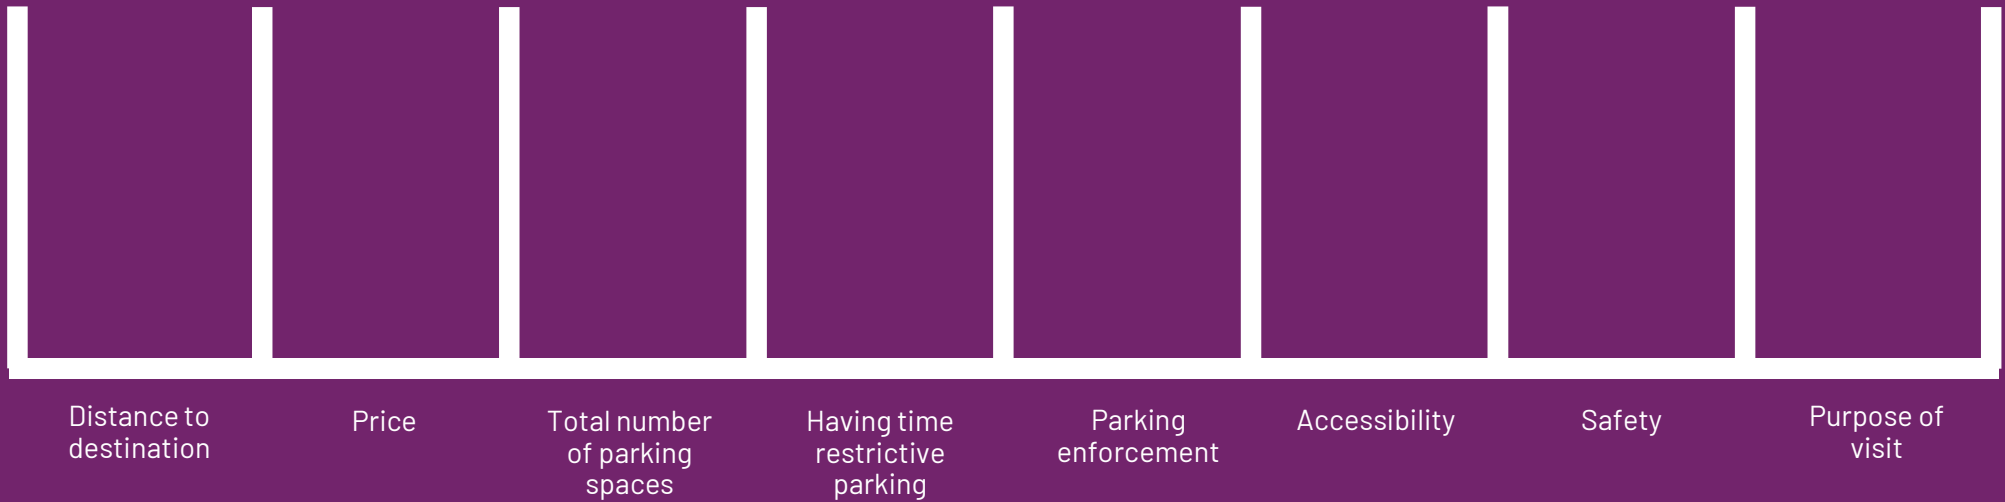 Distance to
destination
Price
Total number
of parking
spaces
Having time
restrictive
parking
Parking
enforcement
Accessibility
Safety
Purpose of
visit